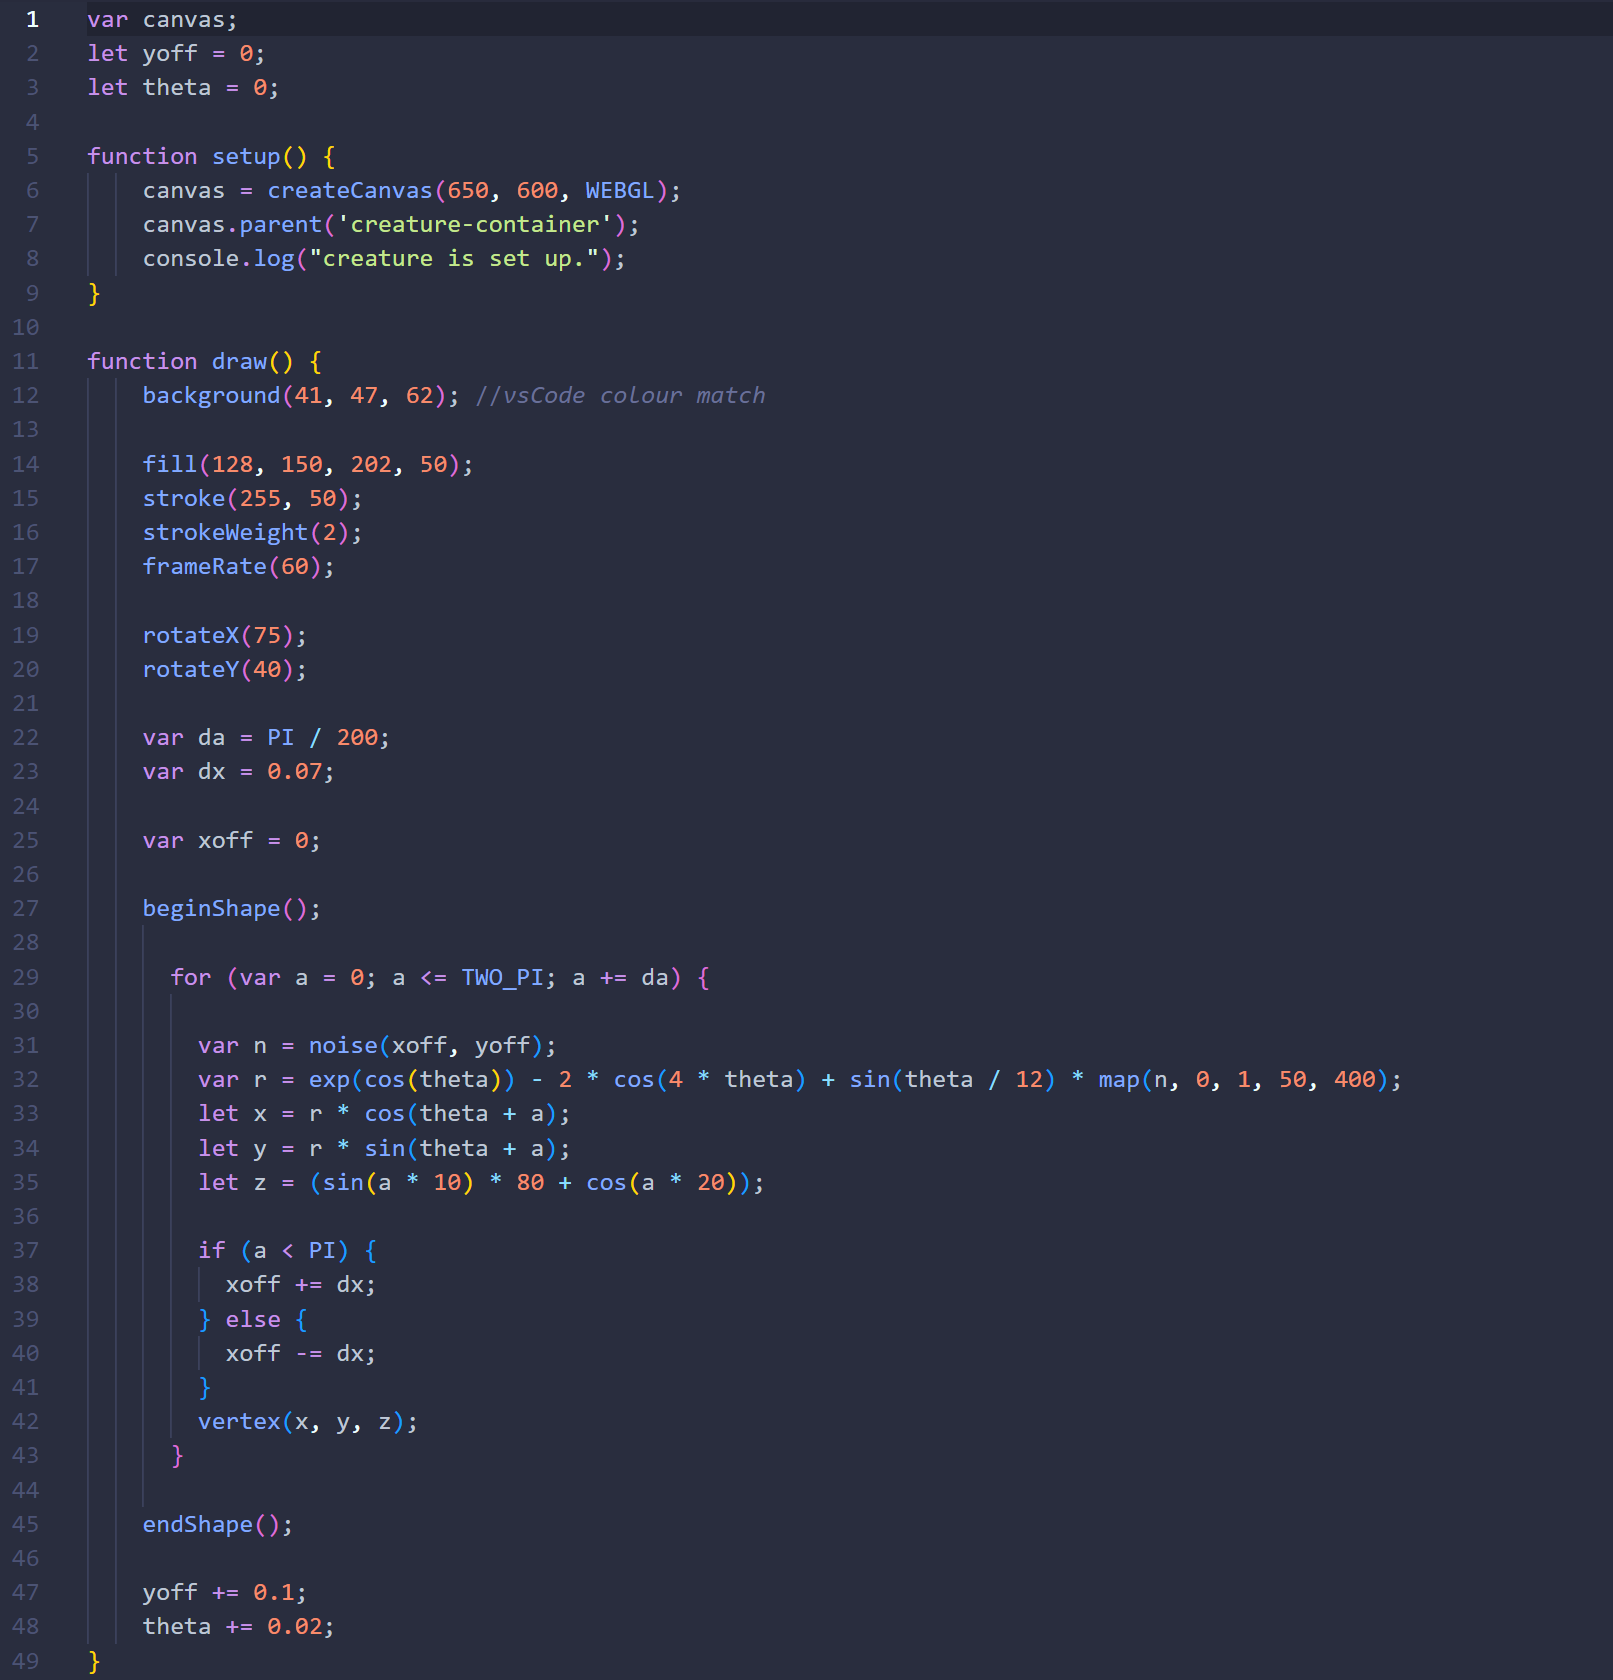 1 var canvas;
2 let yoff = 0;
3 let theta = 0;
4
5 function setup() {
6 canvas = createCanvas(650, 600, WEBGL);
7 canvas.parent('creature-container');
8 console.log("creature is set up.");
9 }
10
11 function draw() {
12 background(41, 47, 62); //vsCode colour match
13
14 fill(128, 150, 202, 50);
15 stroke(255, 50);
16 strokeWeight(2);
17 frameRate(60);
18
19 rotateX(75);
20 rotateY(40);
21
22 var da = PI / 200;
23 var dx = 0.07;
24
25 var xoff = 0;
26
27 beginShape();
28
29 for (var a = 0; a <= TWO_PI; a += da) {
30
31 var n = noise(xoff, yoff);
32 var r = exp(cos(theta)) - 2 * cos(4 * theta) + sin(theta / 12) * map(n, 0, 1, 50, 400);
33 let x = r * cos(theta + a);
34 let y = r * sin(theta + a);
35 let z = (sin(a * 10) * 80 + cos(a * 20));
36
37 if (a < PI) {
38 xoff += dx;
39 } else {
40 xoff -= dx;
41 }
42 vertex(x, y, z);
43 }
44
45 endShape();
46
47 yoff += 0.1;
48 theta += 0.02;
49 }